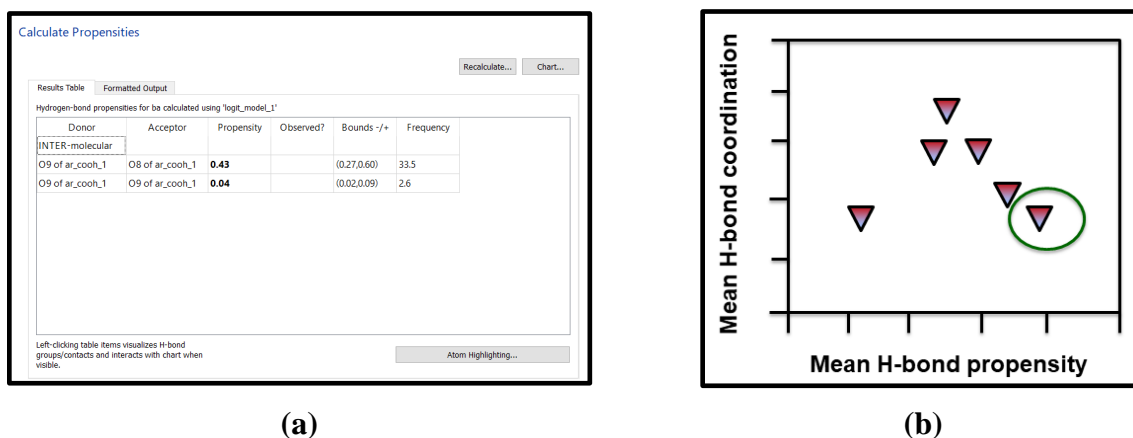 Calculate Propensities
Recalculate... Chart...
Results Table Formatted Output
Hydrogen-bond propensities for ba calculated using 'logit_model_1'
Donor Acceptor Propensity Observed? Bounds -/+ Frequency
INTER-molecular
O9 of ar_cooh_1 O8 of ar_cooh_1 0.43 (0.27,0.60) 33.5
O9 of ar_cooh_1 O9 of ar_cooh_1 0.04 (0.02,0.09) 2.6
Left-clicking table items visualizes H-bond
groups/contacts and interacts with chart when
visible.
Atom Highlighting...
(a)
Mean H-bond coordination
Mean H-bond propensity
(b)